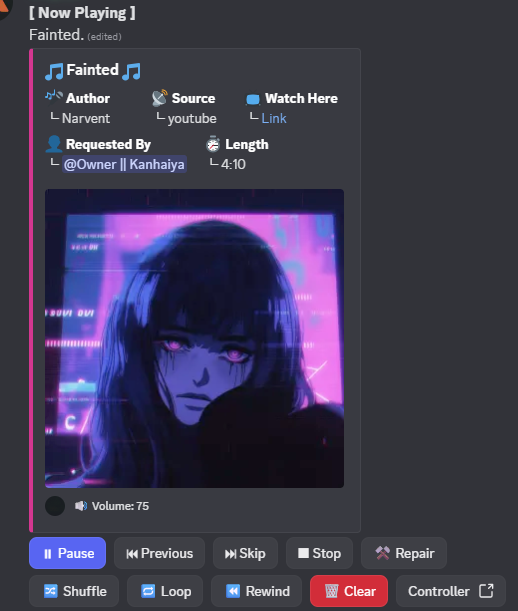 [ Now Playing ]
Fainted. (edited)
Fainted
Author Source Watch Here
Narvent youtube Link
Requested By Length
@Owner || Kanhaiya 4:10
C
Volume: 75
Pause Previous Skip Stop Repair
Shuffle Loop Rewind Clear Controller